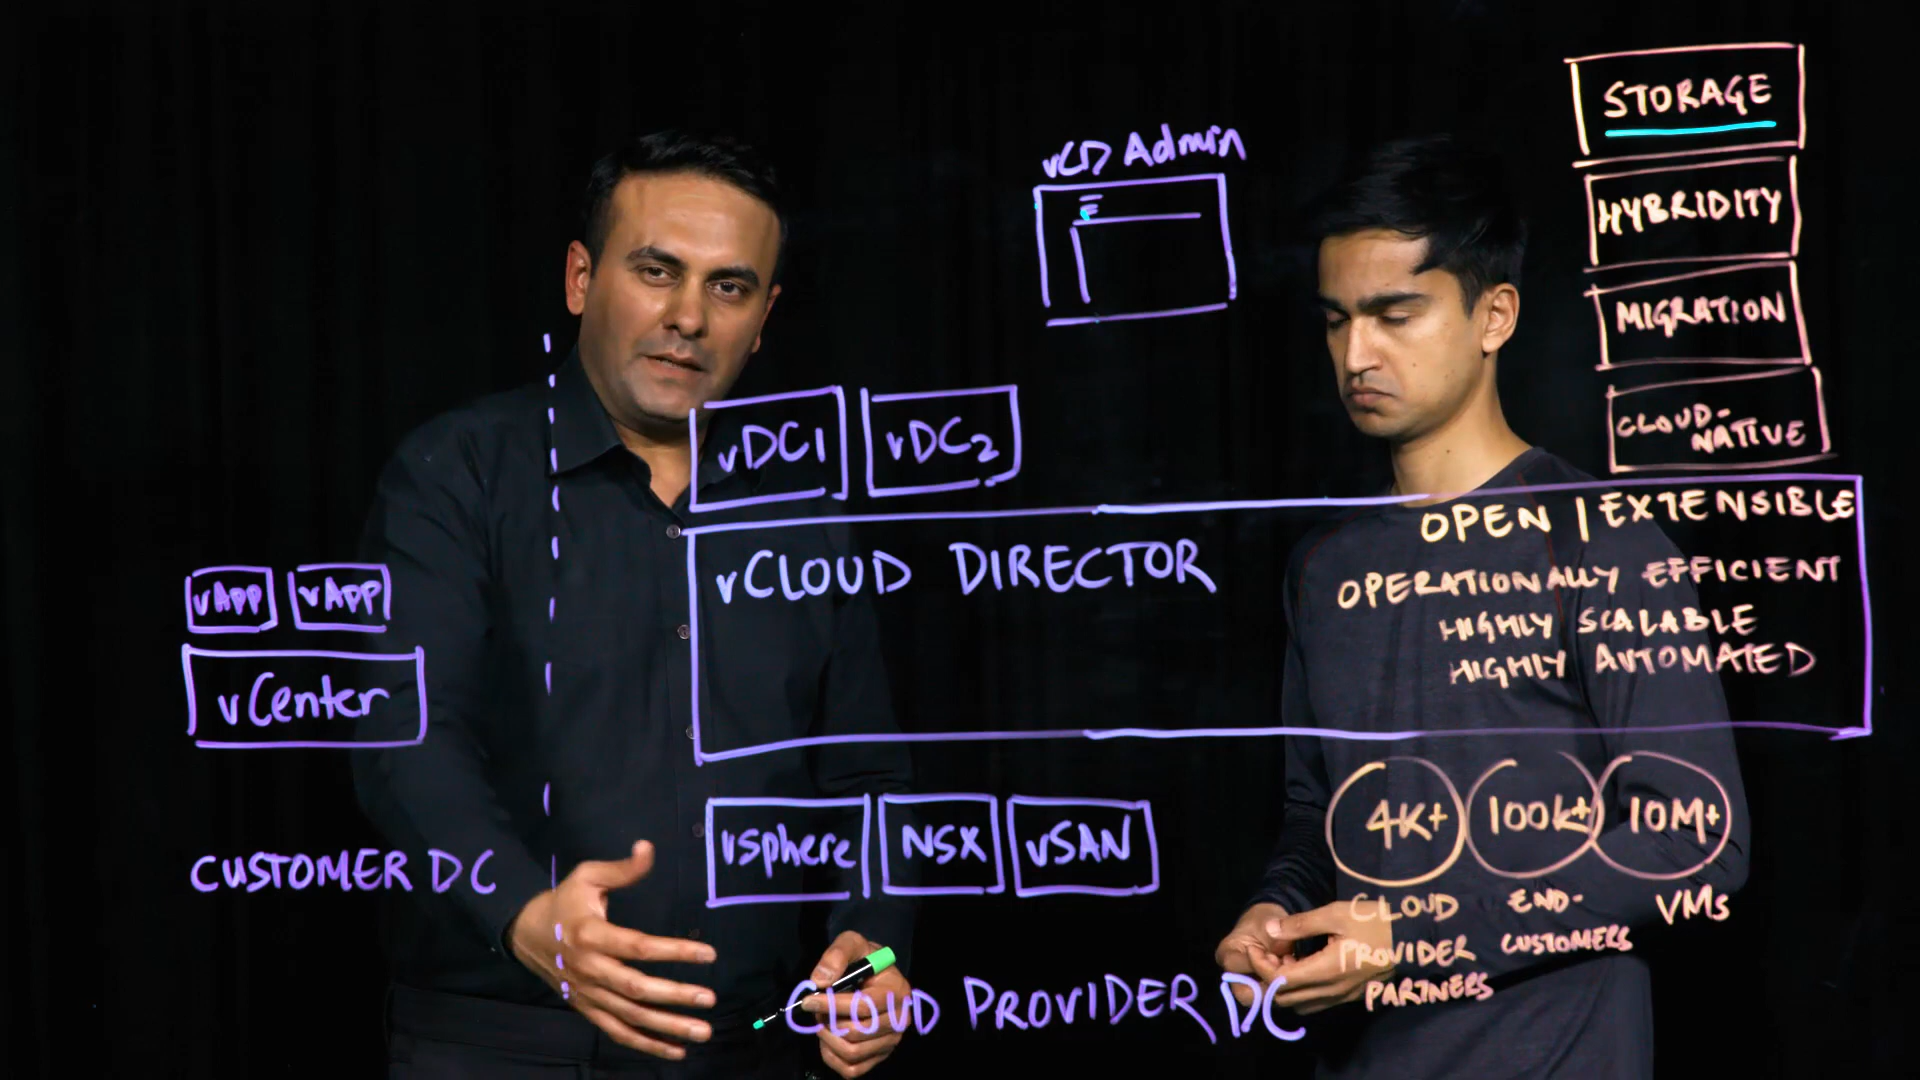 STORAGE
HYBRIDITY
MIGRATION
CLOUD-
NATIVE
vCD Admin
vDC1
vDC2
vCLOUD DIRECTOR
OPEN | EXTENSIBLE
OPERATIONALLY EFFICIENT
HIGHLY SCALABLE
HIGHLY AUTOMATED
vApp
vApp
vCenter
CUSTOMER DC
vsphere
NSX
vSAN
CLOUD PROVIDER DC
4K+
CLOUD
PROVIDER
PARTNERS
100K+
END-
CUSTOMERS
10M+
VMs